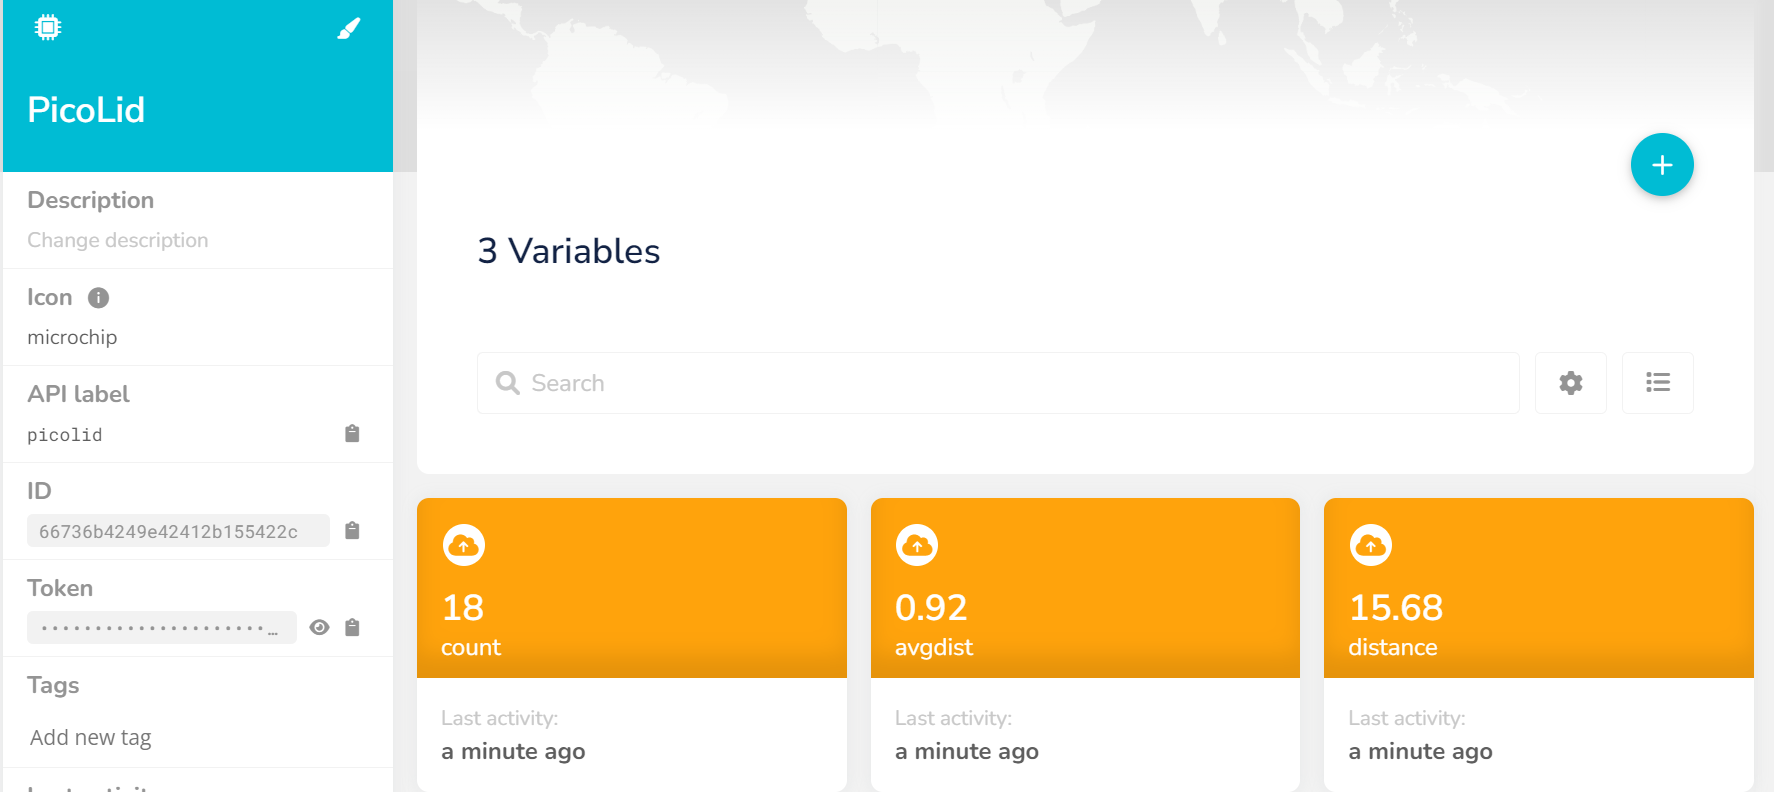 PicoLid
Description
Change description
Icon
microchip
API label
picolid
ID
66736b4249e42412b155422c
Token
Tags
Add new tag
3 Variables
Search
18
count
Last activity:
a minute ago
0.92
avgdist
Last activity:
a minute ago
15.68
distance
Last activity:
a minute ago